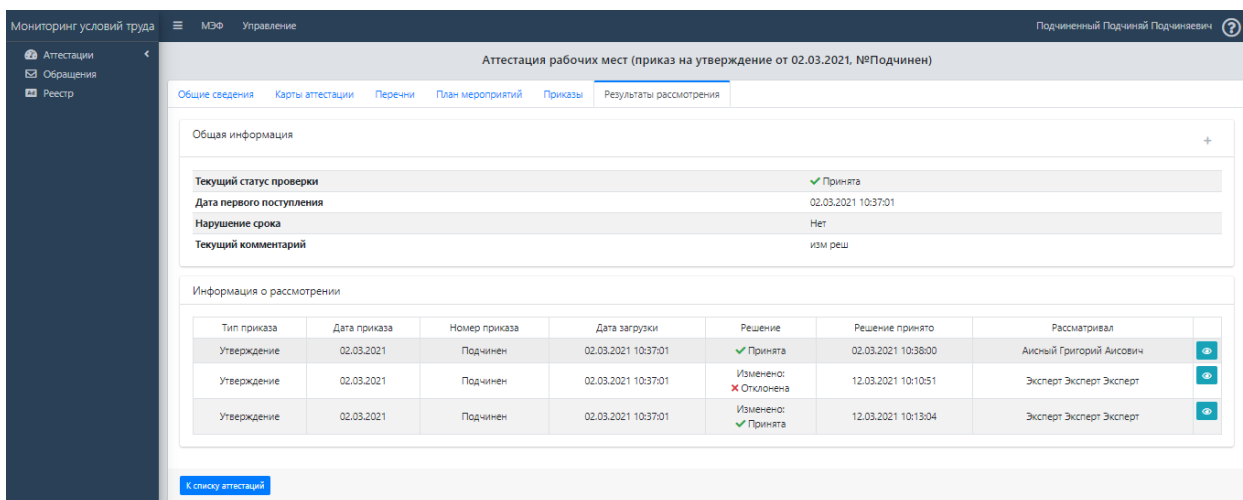 Мониторинг условий труда МЭФ Управление Подчиненный Подчиняй Подчиняевич
Аттестации
Обращения
Реестр
Аттестация рабочих мест (приказ на утверждение от 02.03.2021, №Подчинен)
Общие сведения Карты аттестации Перечни План мероприятий Приказы Результаты рассмотрения
Общая информация
Текущий статус проверки Принята
Дата первого поступления 02.03.2021 10:37:01
Нарушение срока Нет
Текущий комментарий изм реш
Информация о рассмотрении
Тип приказа Дата приказа Номер приказа Дата загрузки Решение Решение принято Рассматривал
Утверждение 02.03.2021 Подчинен 02.03.2021 10:37:01 Принята 02.03.2021 10:38:00 Аисный Григорий Аисович
Утверждение 02.03.2021 Подчинен 02.03.2021 10:37:01 Изменено: Отклонена 12.03.2021 10:10:51 Эксперт Эксперт Эксперт
Утверждение 02.03.2021 Подчинен 02.03.2021 10:37:01 Изменено: Принята 12.03.2021 10:13:04 Эксперт Эксперт Эксперт
К списку аттестаций